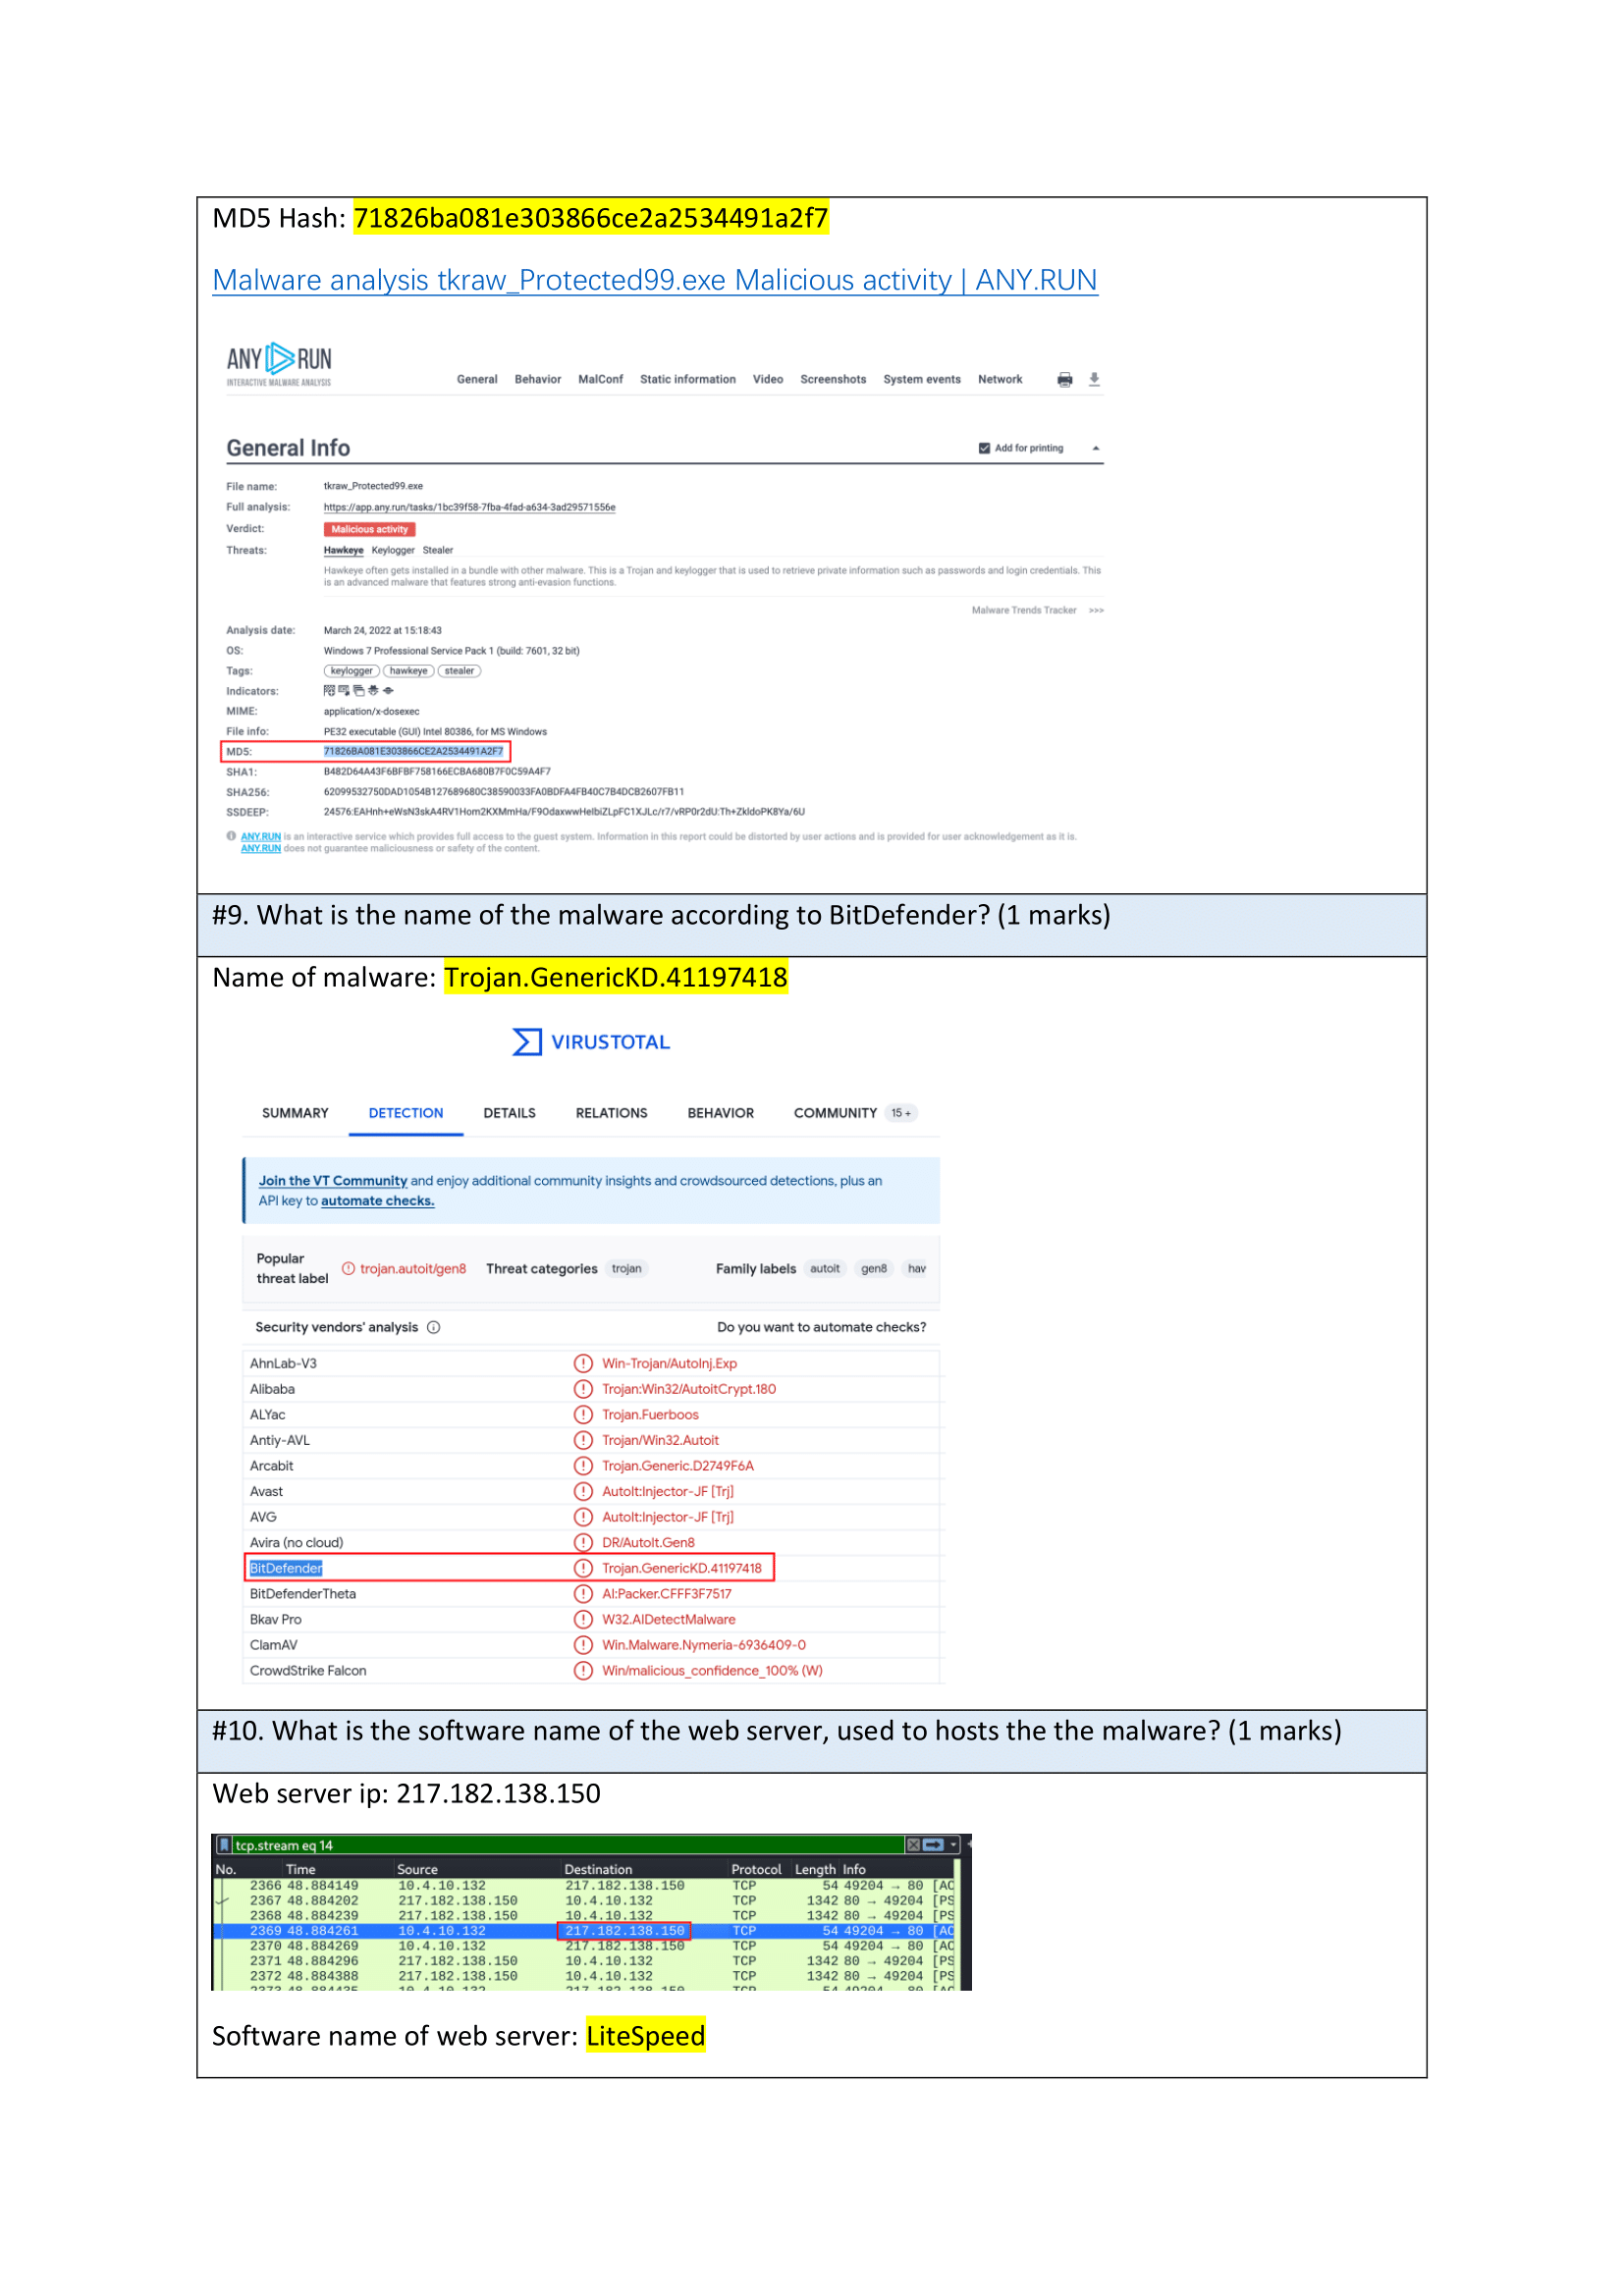 MD5 Hash: 71826ba081e303866ce2a2534491a2f7
Malware analysis tkraw_Protected99.exe Malicious activity | ANY.RUN
ANY RUN
INTERACTIVE MALWARE ANALYSIS
General Behavior MalConf Static information Video Screenshots System events Network
General Info
Add for printing
File name: tkraw_Protected99.exe
Full analysis: https://app.any.run/tasks/1bc39f58-7fba-4fad-a634-3ad29571556e
Verdict: Malicious activity
Threats: Hawkeye Keylogger Stealer
Hawkeye often gets installed in a bundle with other malware. This is a Trojan and keylogger that is used to retrieve private information such as passwords and login credentials. This
is an advanced malware that features strong anti-evasion functions.
Malware Trends Tracker >>>
Analysis date: March 24, 2022 at 15:18:43
OS: Windows 7 Professional Service Pack 1 (build: 7601, 32 bit)
Tags: keylogger hawkeye stealer
Indicators:
MIME: application/x-dosexec
File info: PE32 executable (GUI) Intel 80386, for MS Windows
MD5: 71826BA081E303866CE2A2534491A2F7
SHA1: B482D64A43F6BFBF758166ECBA680B7F0C59A4F7
SHA256: 62099532750DAD1054B127689680C38590033FA0BDFA4FB40C7B4DCB2607FB11
SSDEEP: 24576:EAHnh+eWsN3skA4RV1Hom2KXMmHa/F9OdaxwwHeIbiZLpFC1XJLc/r7/vRP0r2dU:Th+ZkldoPK8Ya/6U
ANY.RUN is an interactive service which provides full access to the guest system. Information in this report could be distorted by user actions and is provided for user acknowledgement as it is.
ANY.RUN does not guarantee maliciousness or safety of the content.
#9. What is the name of the malware according to BitDefender? (1 marks)
Name of malware: Trojan.GenericKD.41197418
VIRUSTOTAL
SUMMARY DETECTION DETAILS RELATIONS BEHAVIOR COMMUNITY 15 +
Join the VT Community and enjoy additional community insights and crowdsourced detections, plus an
API key to automate checks.
Popular
threat label
trojan.autoit/gen8 Threat categories trojan Family labels autoit gen8 hav
Security vendors' analysis Do you want to automate checks?
AhnLab-V3 Win-Trojan/AutoInj.Exp
Alibaba Trojan:Win32/AutoitCrypt.180
ALYac Trojan.Fuerboos
Antiy-AVL Trojan/Win32.Autoit
Arcabit Trojan.Generic.D2749F6A
Avast AutoIt:Injector-JF [Trj]
AVG AutoIt:Injector-JF [Trj]
Avira (no cloud) DR/AutoIt.Gen8
BitDefender Trojan.GenericKD.41197418
BitDefenderTheta AI:Packer.CFFF3F7517
Bkav Pro W32.AIDetectMalware
ClamAV Win.Malware.Nymeria-6936409-0
CrowdStrike Falcon Win/malicious_confidence_100% (W)
#10. What is the software name of the web server, used to hosts the the malware? (1 marks)
Web server ip: 217.182.138.150
tcp.stream eq 14
No. Time Source Destination Protocol Length Info
2366 48.884149 10.4.10.132 217.182.138.150 TCP 54 49204 → 80 [AC
2367 48.884202 217.182.138.150 10.4.10.132 TCP 1342 80 → 49204 [PS
2368 48.884239 217.182.138.150 10.4.10.132 TCP 1342 80 → 49204 [PS
2369 48.884261 10.4.10.132 217.182.138.150 TCP 54 49204 → 80 [AC
2370 48.884269 10.4.10.132 217.182.138.150 TCP 54 49204 → 80 [AC
2371 48.884296 217.182.138.150 10.4.10.132 TCP 1342 80 → 49204 [PS
2372 48.884388 217.182.138.150 10.4.10.132 TCP 1342 80 → 49204 [PS
2373 48.884435 10.4.10.132 217.182.138.150 TCP 54 49204 → 80 [AC
Software name of web server: LiteSpeed